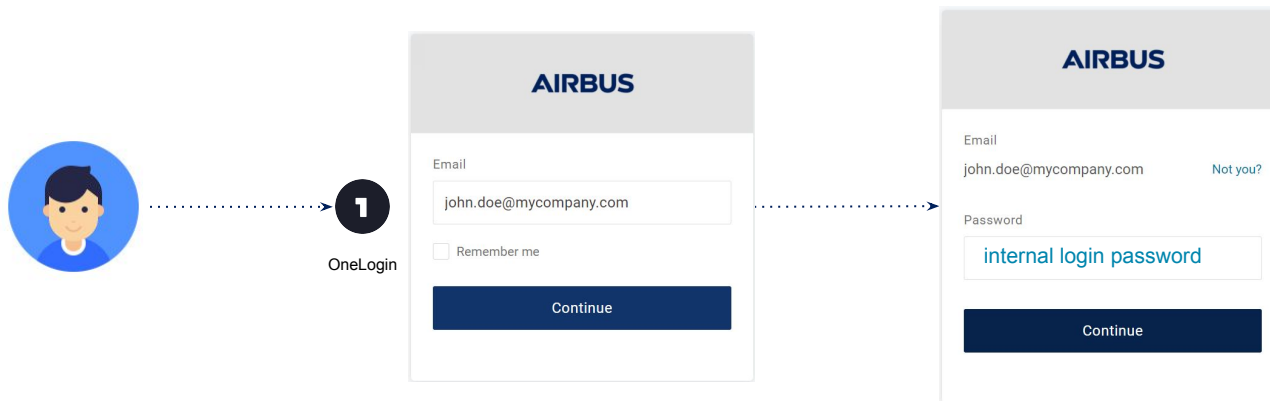 1
OneLogin
AIRBUS
Email
john.doe@mycompany.com
Remember me
Continue
AIRBUS
Email
john.doe@mycompany.com Not you?
Password
internal login password
Continue